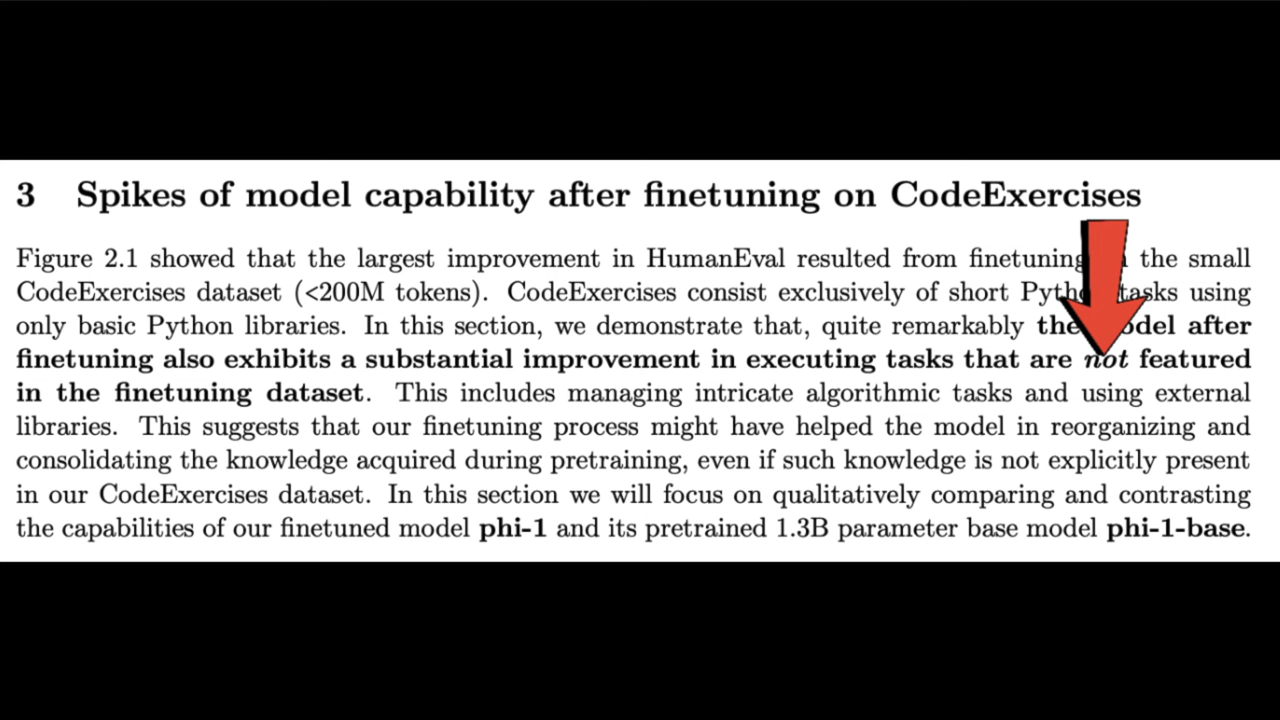 3 Spikes of model capability after finetuning on CodeExercises
Figure 2.1 showed that the largest improvement in HumanEval resulted from finetuning the small
CodeExercises dataset (<200M tokens). CodeExercises consist exclusively of short tasks using
only basic Python libraries. In this section, we demonstrate that, quite remarkably the after
finetuning also exhibits a substantial improvement in executing tasks that are not featured
in the finetuning dataset. This includes managing intricate algorithmic tasks and using external
libraries. This suggests that our finetuning process might have helped the model in reorganizing and
consolidating the knowledge acquired during pretraining, even if such knowledge is not explicitly present
in our CodeExercises dataset. In this section we will focus on qualitatively comparing and contrasting
the capabilities of our finetuned model phi-1 and its pretrained 1.3B parameter base model phi-1-base.